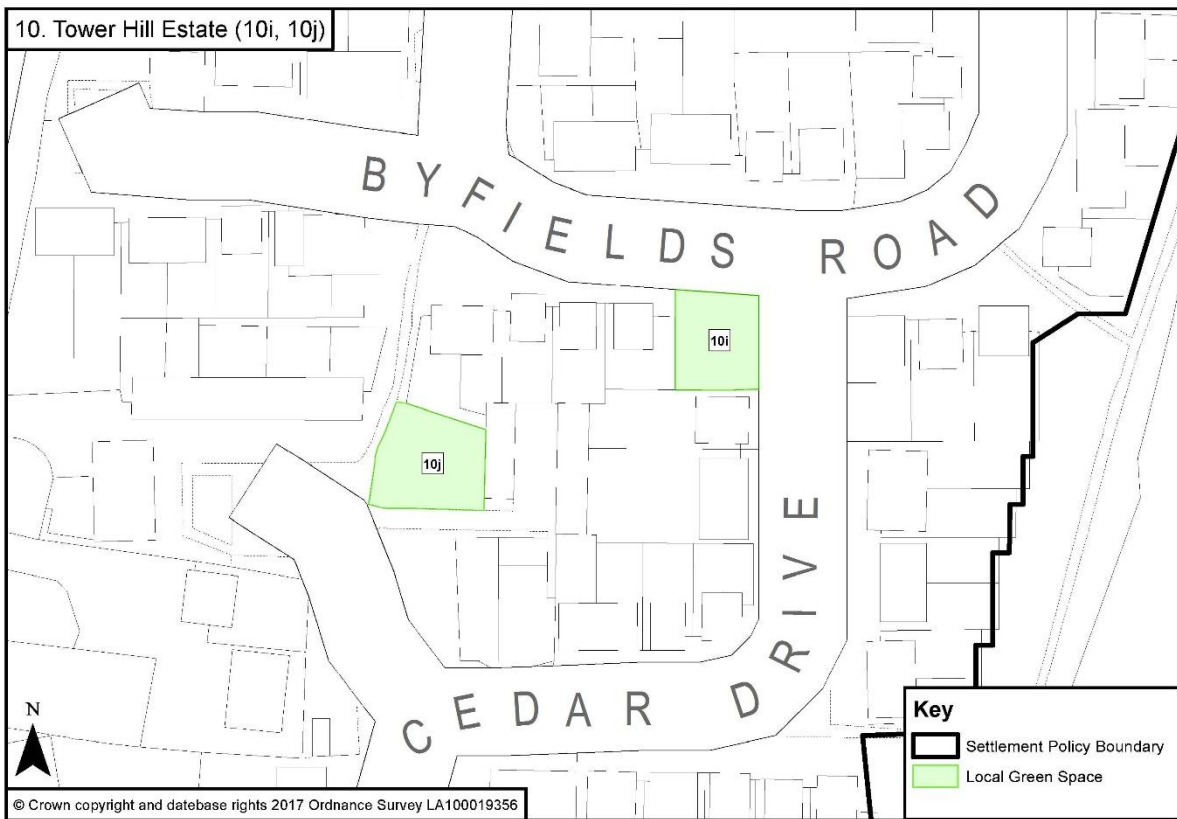 10. Tower Hill Estate (10i, 10j)
BYFIELDS ROAD
10i
10j
CEDAR DRIVE
N
Key
Settlement Policy Boundary
Local Green Space
© Crown copyright and datebase rights 2017 Ordnance Survey LA100019356